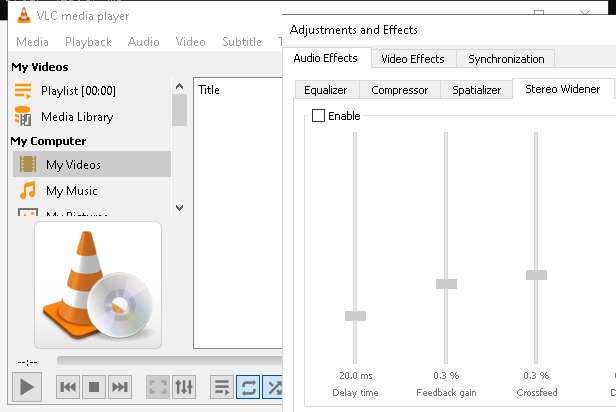 VLC media player
Media Playback Audio Video Subtitle T
My Videos
Playlist [00:00]
Media Library
My Computer
My Videos
My Music
My Pictures
Title
--:--
Adjustments and Effects
Audio Effects Video Effects Synchronization
Equalizer Compressor Spatializer Stereo Widener
Enable
20.0 ms 0.3 % 0.3 %
Delay time Feedback gain Crossfeed D